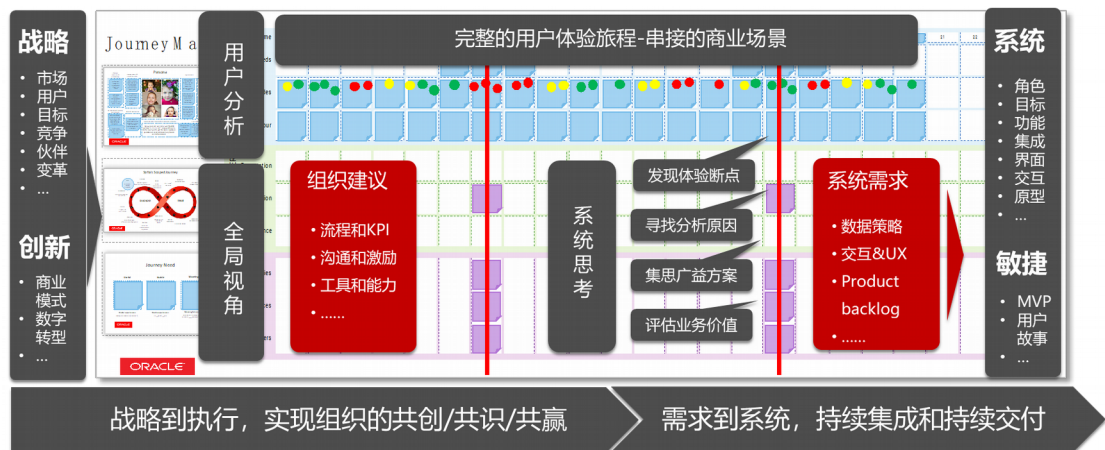 战略
• 市场
• 用户
• 目标
• 竞争
• 伙伴
• 变革
• ...
创新
• 商业
模式
• 数字
转型
• ...
JourneyMa
ORACLE
ORACLE
Journey Mood
ORACLE
ORACLE
用户分析
全局视角
完整的用户体验旅程-串接的商业场景
21
22
组织建议
• 流程和KPI
• 沟通和激励
• 工具和能力
• ......
系统思考
发现体验断点
寻找分析原因
集思广益方案
评估业务价值
系统需求
• 数据策略
• 交互&UX
• Product
backlog
• ......
系统
• 角色
• 目标
• 功能
• 集成
• 界面
• 交互
• 原型
• ...
敏捷
• MVP
• 用户
故事
• ...
战略到执行，实现组织的共创/共识/共赢
需求到系统，持续集成和持续交付